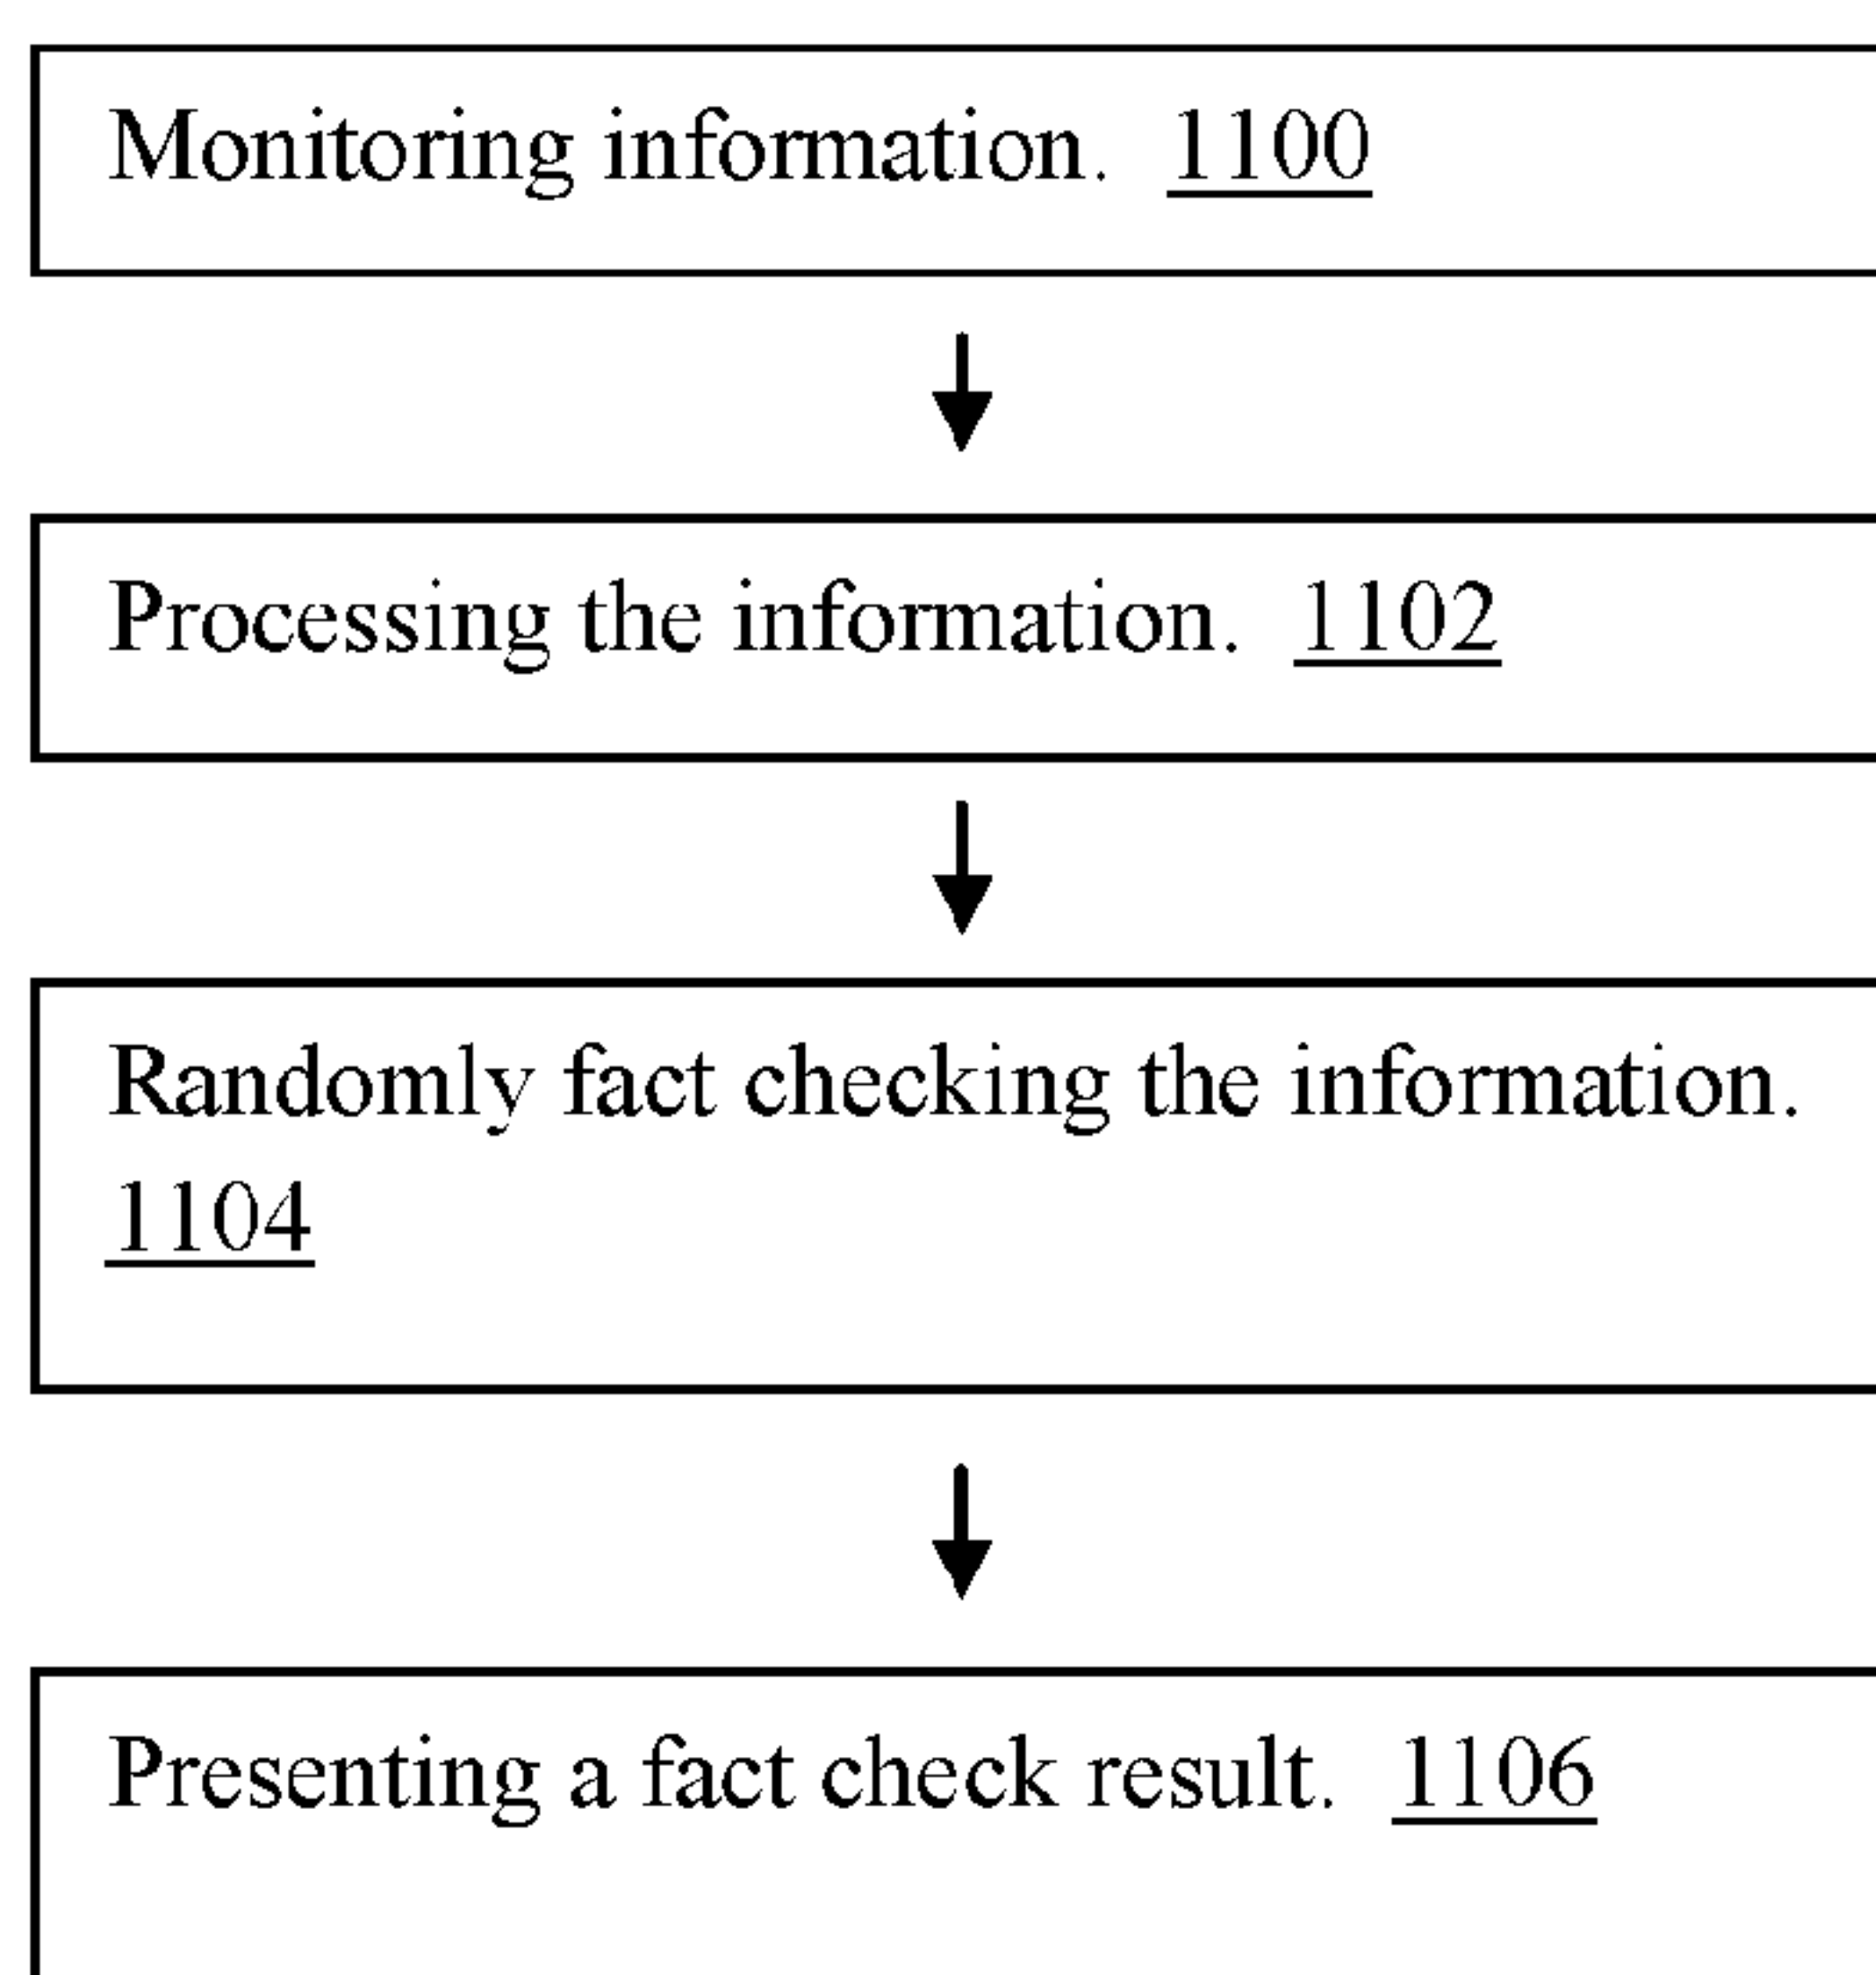 Monitoring information. 1100
Processing the information. 1102
Randomly fact checking the information.
1104
Presenting a fact check result. 1106